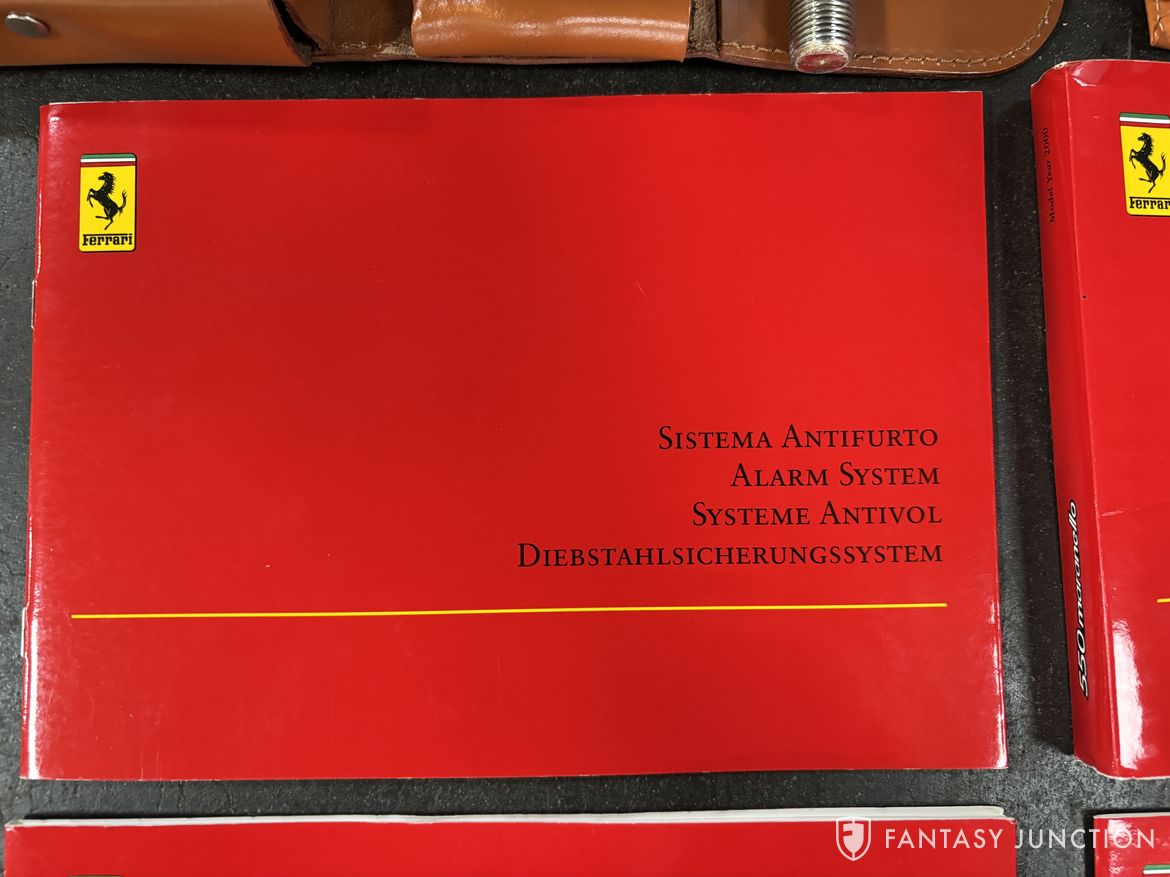 Ferrari
SISTEMA ANTIFURTO
ALARM SYSTEM
SYSTEME ANTIVOL
DIEBSTAHLSICHERUNGSSYSTEM
Model Year 2000
550 maranello
Ferrari
FANTASY JUNCTION